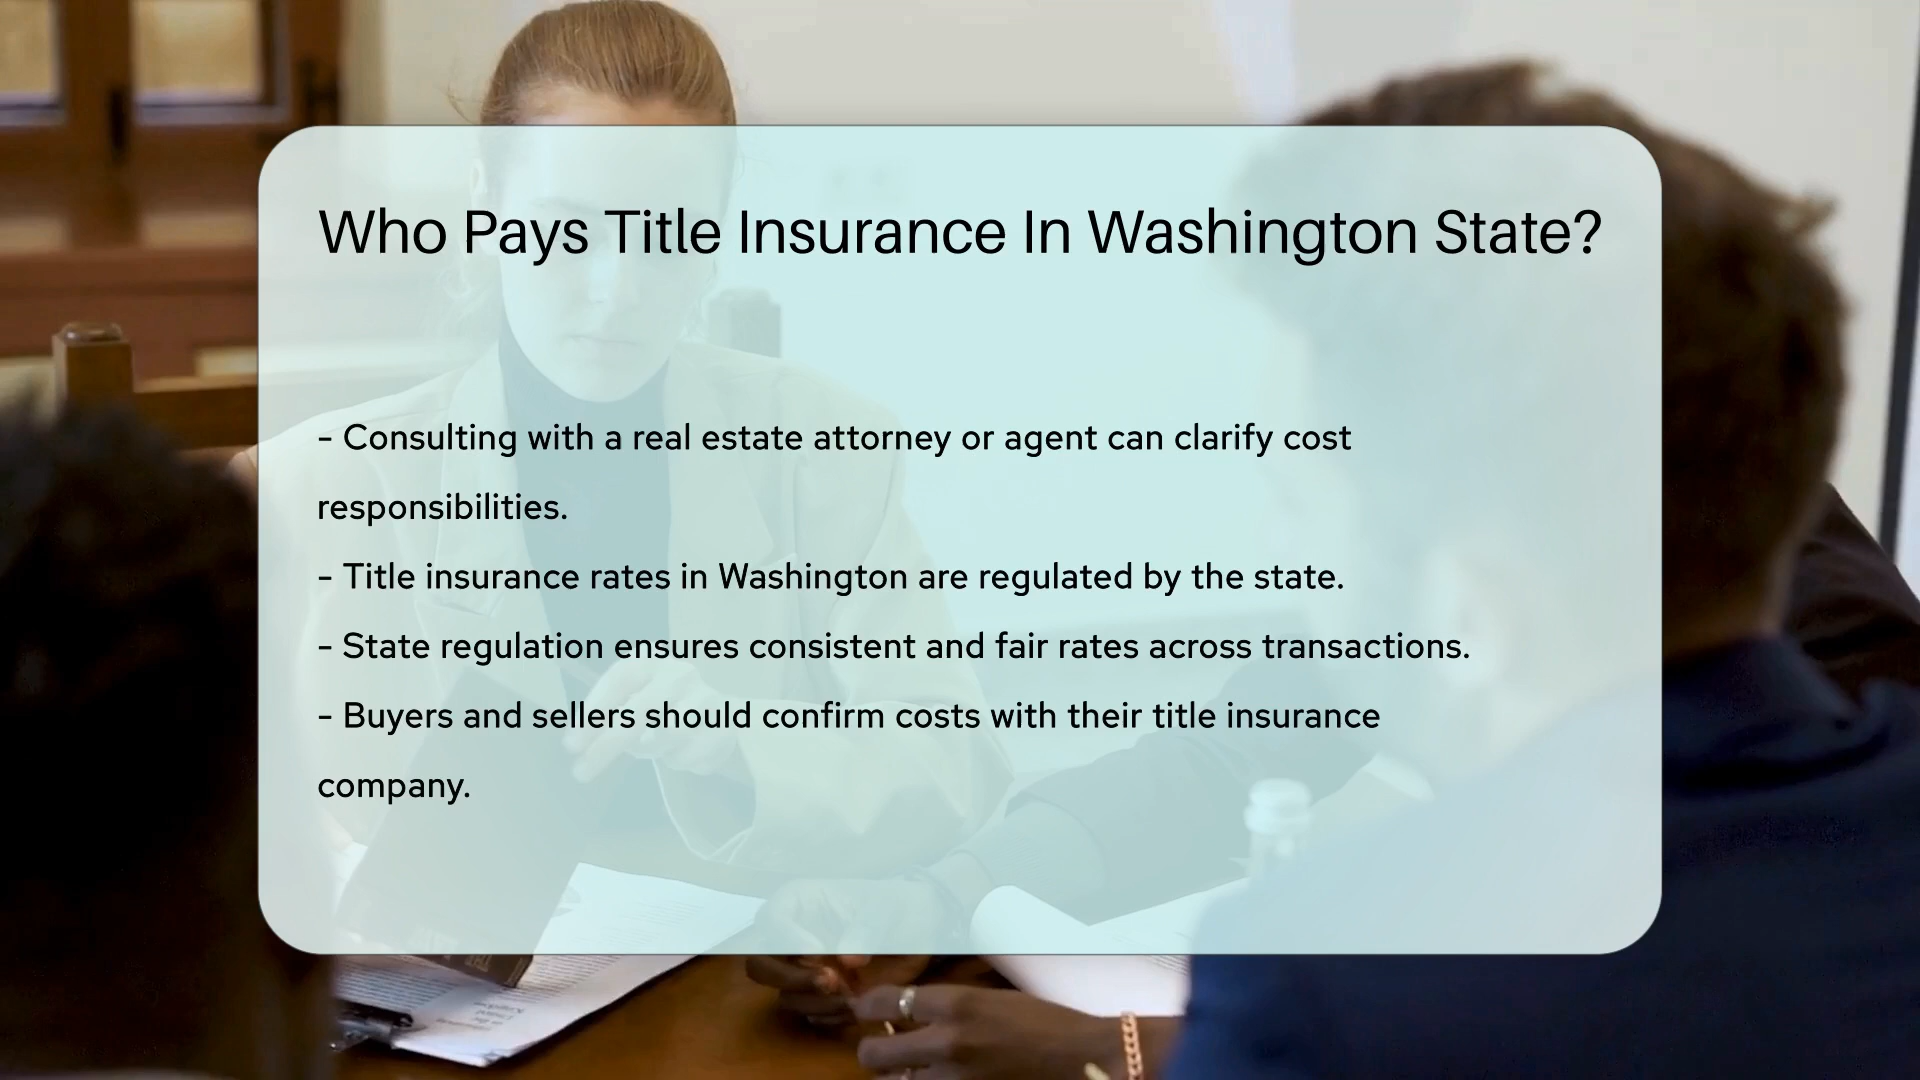 Who Pays Title Insurance In Washington State?
- Consulting with a real estate attorney or agent can clarify cost
responsibilities.
- Title insurance rates in Washington are regulated by the state.
- State regulation ensures consistent and fair rates across transactions.
- Buyers and sellers should confirm costs with their title insurance
company.